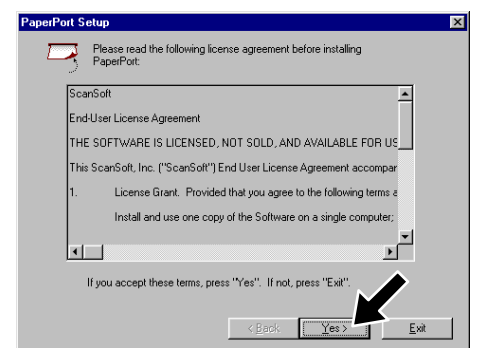 PaperPort Setup
Please read the following license agreement before installing
PaperPort:
ScanSoft
End-User License Agreement
THE SOFTWARE IS LICENSED, NOT SOLD, AND AVAILABLE FOR US
This ScanSoft, Inc. ("ScanSoft") End User License Agreement accompar
1. License Grant. Provided that you agree to the following terms a
Install and use one copy of the Software on a single computer;
If you accept these terms, press "Yes". If not, press "Exit".
< Back Yes > Exit